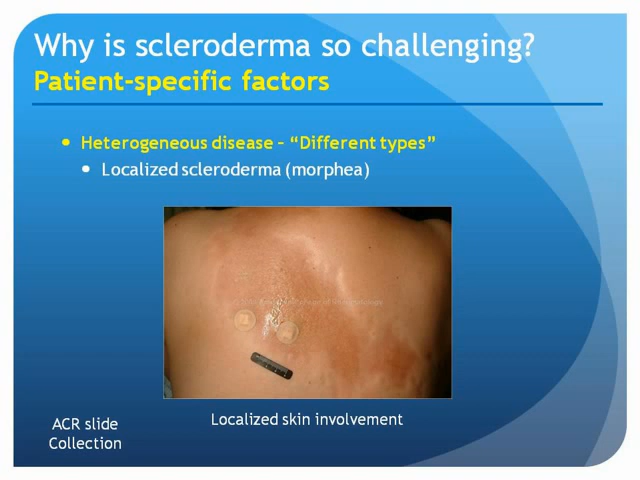 Why is scleroderma so challenging?
Patient-specific factors
Heterogeneous disease – “Different types”
Localized scleroderma (morphea)
Localized skin involvement
ACR slide
Collection